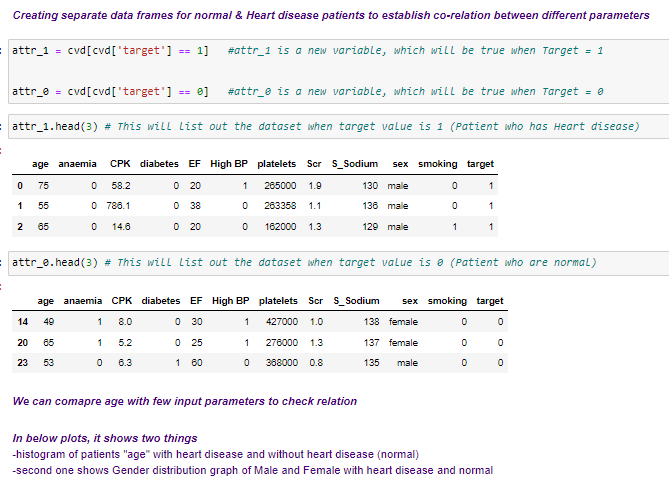 Creating separate data frames for normal & Heart disease patients to establish co-relation between different parameters
attr_1 = cvd[cvd['target'] == 1]   #attr_1 is a new variable, which will be true when Target = 1
attr_0 = cvd[cvd['target'] == 0]   #attr_0 is a new variable, which will be true when Target = 0
attr_1.head(3) # This will list out the dataset when target value is 1 (Patient who has Heart disease)
age anaemia CPK diabetes EF High BP platelets Scr S_Sodium sex smoking target
0 75 0 58.2 0 20 1 265000 1.9 130 male 0 1
1 55 0 786.1 0 38 0 263358 1.1 136 male 0 1
2 65 0 14.6 0 20 0 162000 1.3 129 male 1 1
attr_0.head(3) # This will list out the dataset when target value is 0 (Patient who are normal)
age anaemia CPK diabetes EF High BP platelets Scr S_Sodium sex smoking target
14 49 1 8.0 0 30 1 427000 1.0 138 female 0 0
20 65 1 5.2 0 25 1 276000 1.3 137 female 0 0
23 53 0 6.3 1 60 0 368000 0.8 135 male 0 0
We can comapre age with few input parameters to check relation
In below plots, it shows two things
-histogram of patients "age" with heart disease and without heart disease (normal)
-second one shows Gender distribution graph of Male and Female with heart disease and normal